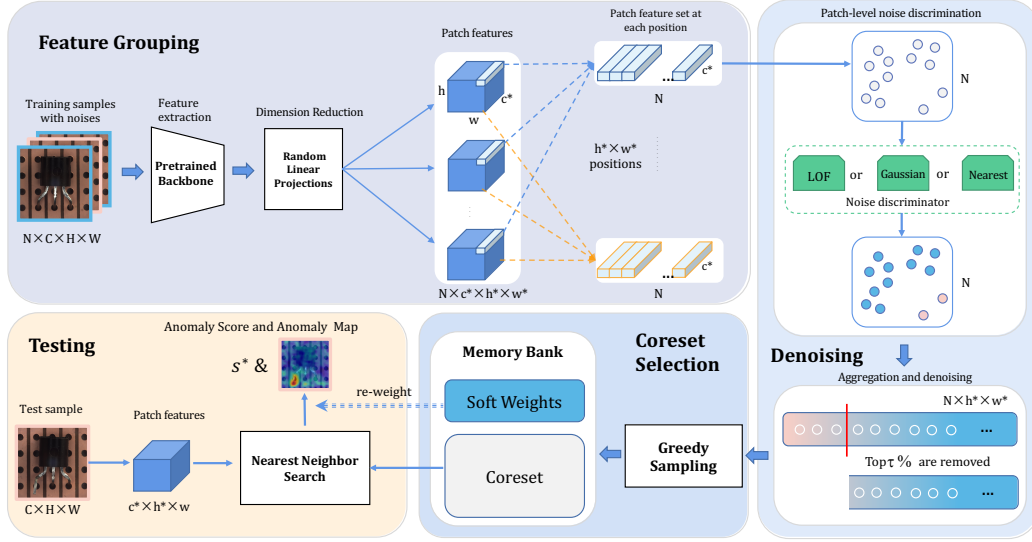 Feature Grouping
Training samples
with noises
N×C×H×W
Feature
extraction
Pretrained
Backbone
Dimension Reduction
Random
Linear
Projections
Patch features
h
c*
w
N×c*×h*×w*
Patch feature set at
each position
...
c*
N
h*×w*
positions
...
c*
N
Patch-level noise discrimination
N
LOF or Gaussian or Nearest
Noise discriminator
N
Denoising
Aggregation and denoising
N×h*×w*
...
Top τ % are removed
...
Coreset
Selection
Greedy
Sampling
Memory Bank
Soft Weights
Coreset
Testing
Anomaly Score and Anomaly Map
s* &
re-weight
Test sample
C×H×W
Patch features
c*×h*×w
Nearest Neighbor
Search